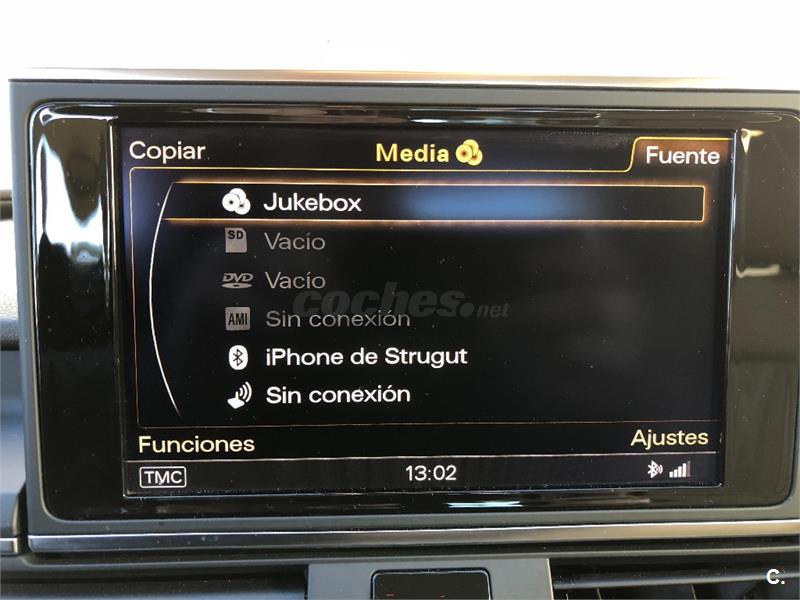 Copiar Media Fuente
Jukebox
SD Vacío
DVD Vacío
coches.net
AMI Sin conexión
iPhone de Strugut
Sin conexión
Funciones Ajustes
TMC 13:02
C.